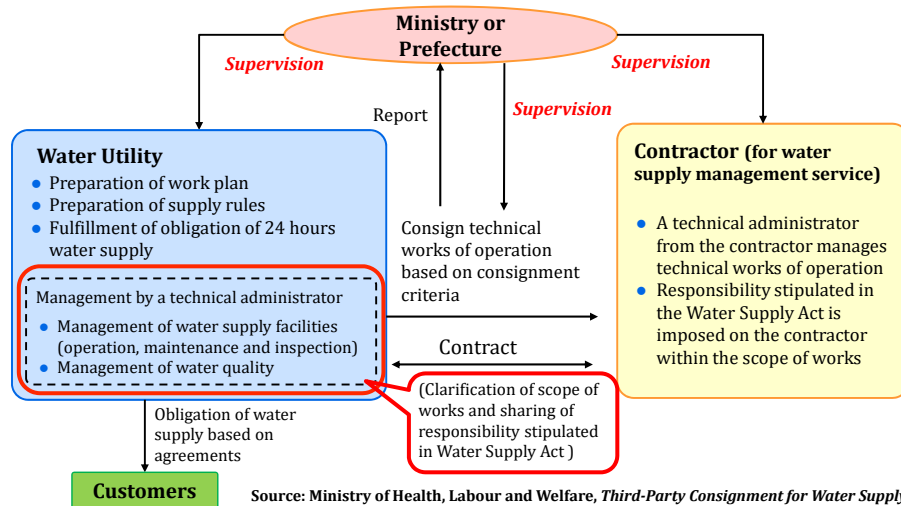 Ministry or
Prefecture
Supervision
Supervision
Report
Supervision
Water Utility
Preparation of work plan
Preparation of supply rules
Fulfillment of obligation of 24 hours
water supply
Management by a technical administrator
Management of water supply facilities
(operation, maintenance and inspection)
Management of water quality
Consign technical
works of operation
based on consignment
criteria
Contract
(Clarification of scope of
works and sharing of
responsibility stipulated
in Water Supply Act )
Contractor (for water
supply management service)
A technical administrator
from the contractor manages
technical works of operation
Responsibility stipulated in
the Water Supply Act is
imposed on the contractor
within the scope of works
Obligation of water
supply based on
agreements
Customers
Source: Ministry of Health, Labour and Welfare, Third-Party Consignment for Water Supply